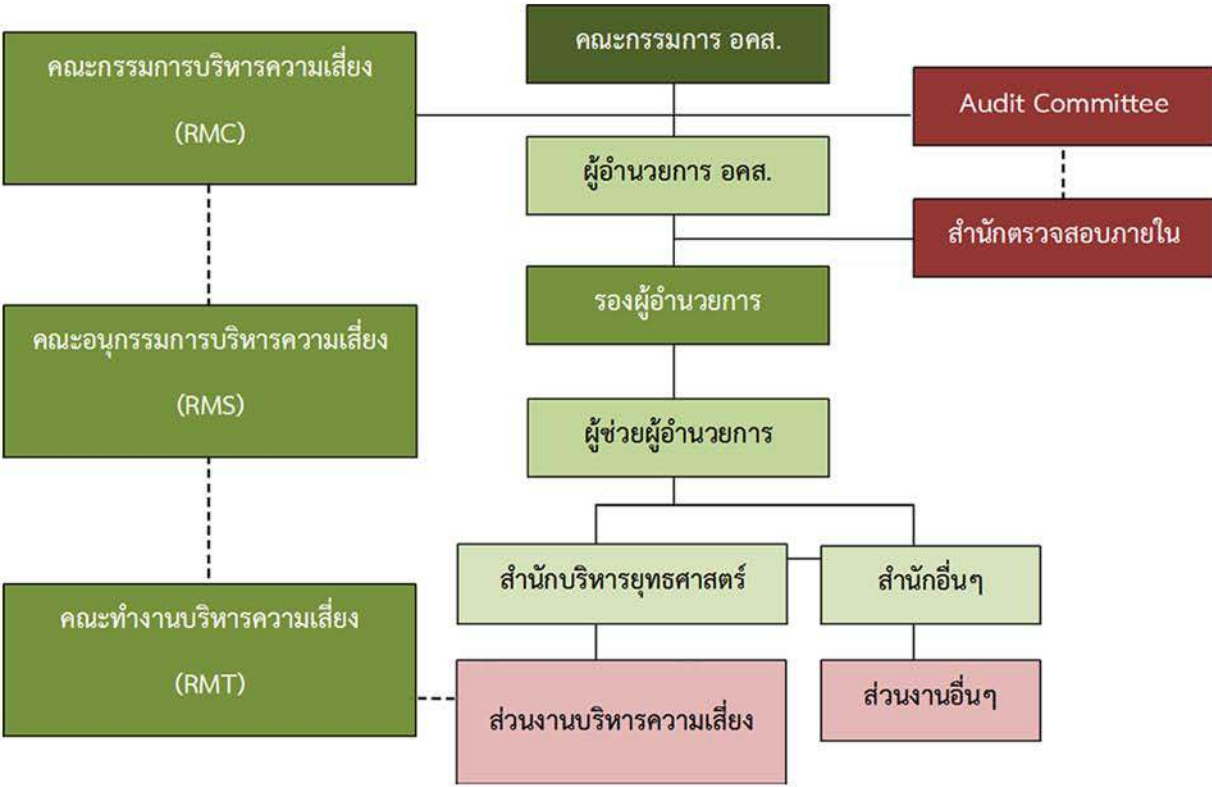 คณะกรรมการ อคส.
คณะกรรมการบริหารความเสี่ยง
(RMC)
Audit Committee
ผู้อำนวยการ อคส.
สำนักตรวจสอบภายใน
รองผู้อำนวยการ
คณะอนุกรรมการบริหารความเสี่ยง
(RMS)
ผู้ช่วยผู้อำนวยการ
สำนักบริหารยุทธศาสตร์
สำนักอื่นๆ
คณะทำงานบริหารความเสี่ยง
(RMT)
ส่วนงานบริหารความเสี่ยง
ส่วนงานอื่นๆ